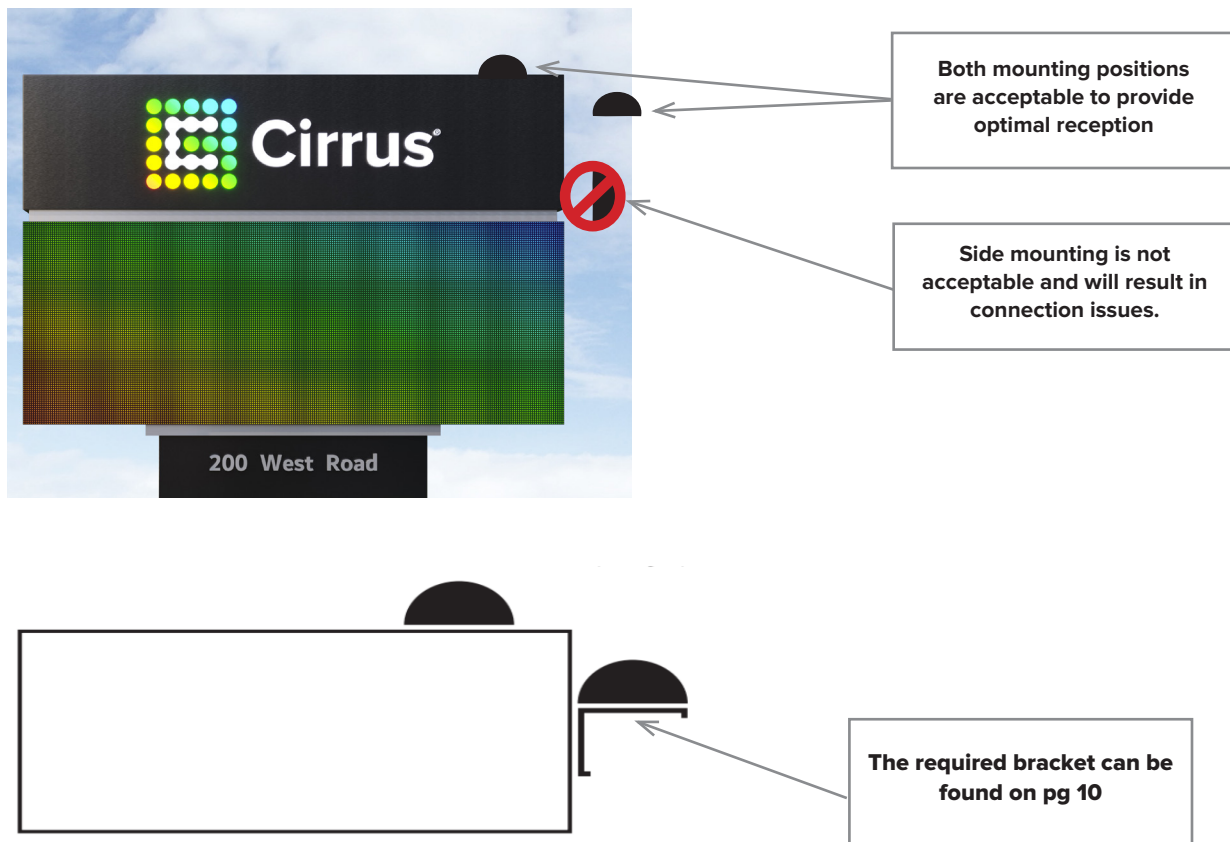 Both mounting positions
are acceptable to provide
optimal reception
Cirrus®
Side mounting is not
acceptable and will result in
connection issues.
200 West Road
The required bracket can be
found on pg 10